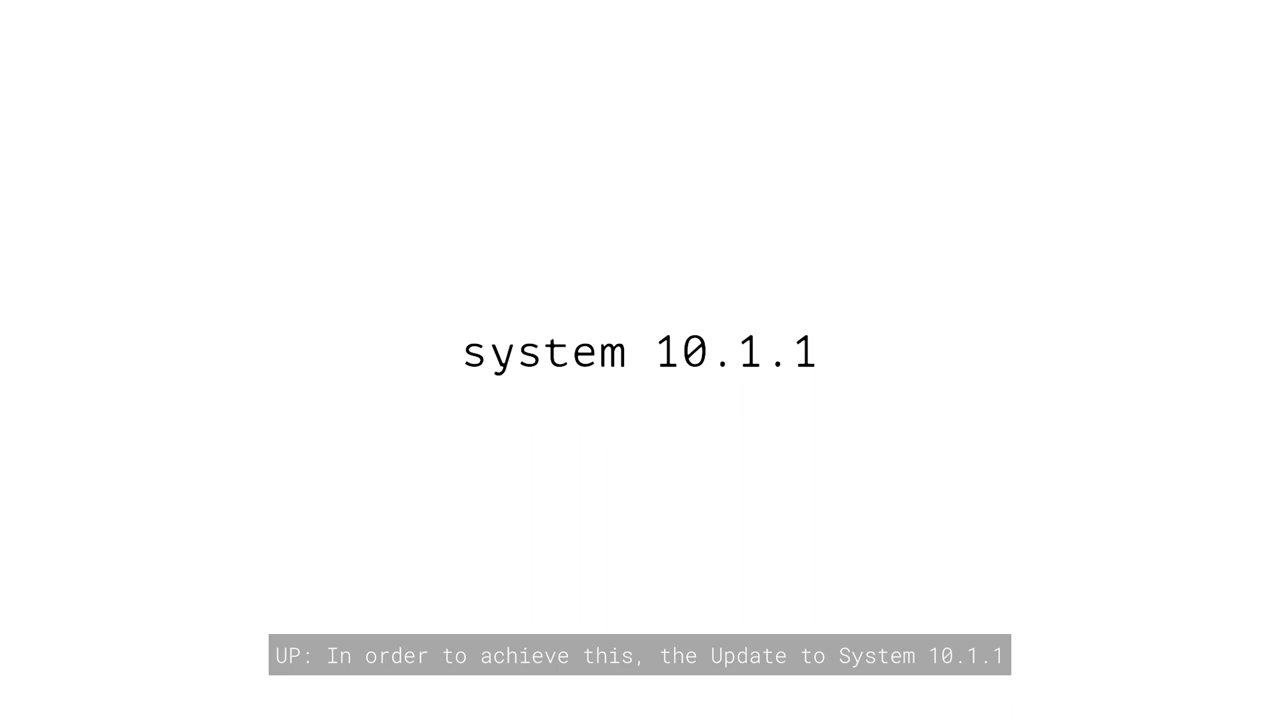 system 10.1.1
UP: In order to achieve this, the Update to System 10.1.1